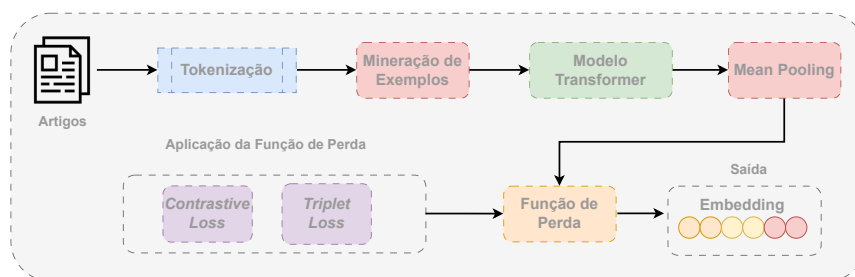 Tokenização
Mineração de
Exemplos
Modelo
Transformer
Mean Pooling
Artigos
Aplicação da Função de Perda
Contrastive
Loss
Triplet
Loss
Função de
Perda
Saída
Embedding